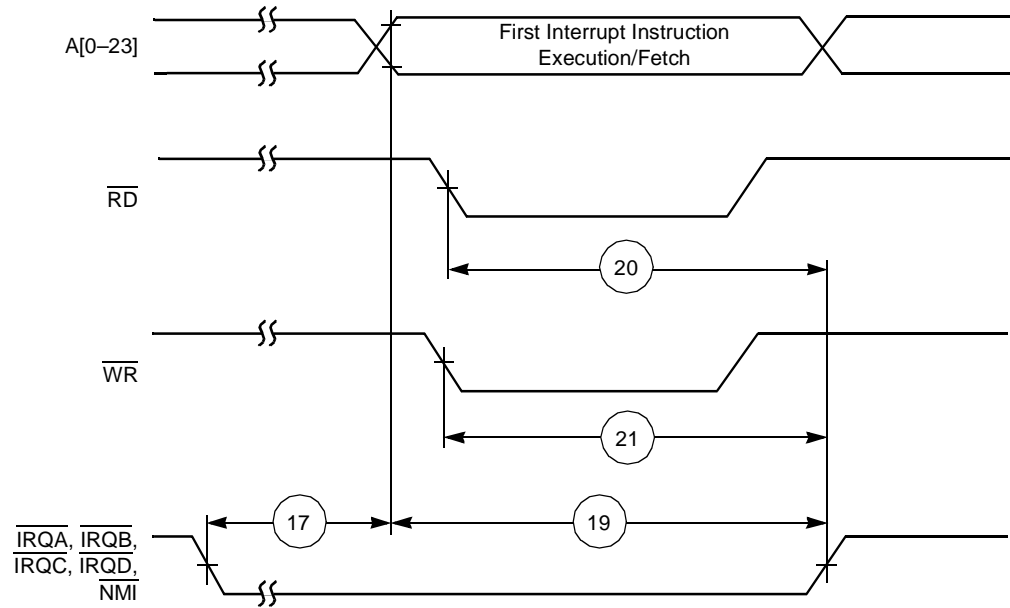 A[0–23]
First Interrupt Instruction
Execution/Fetch
RD
20
WR
21
17
19
IRQA, IRQB,
IRQC, IRQD,
NMI